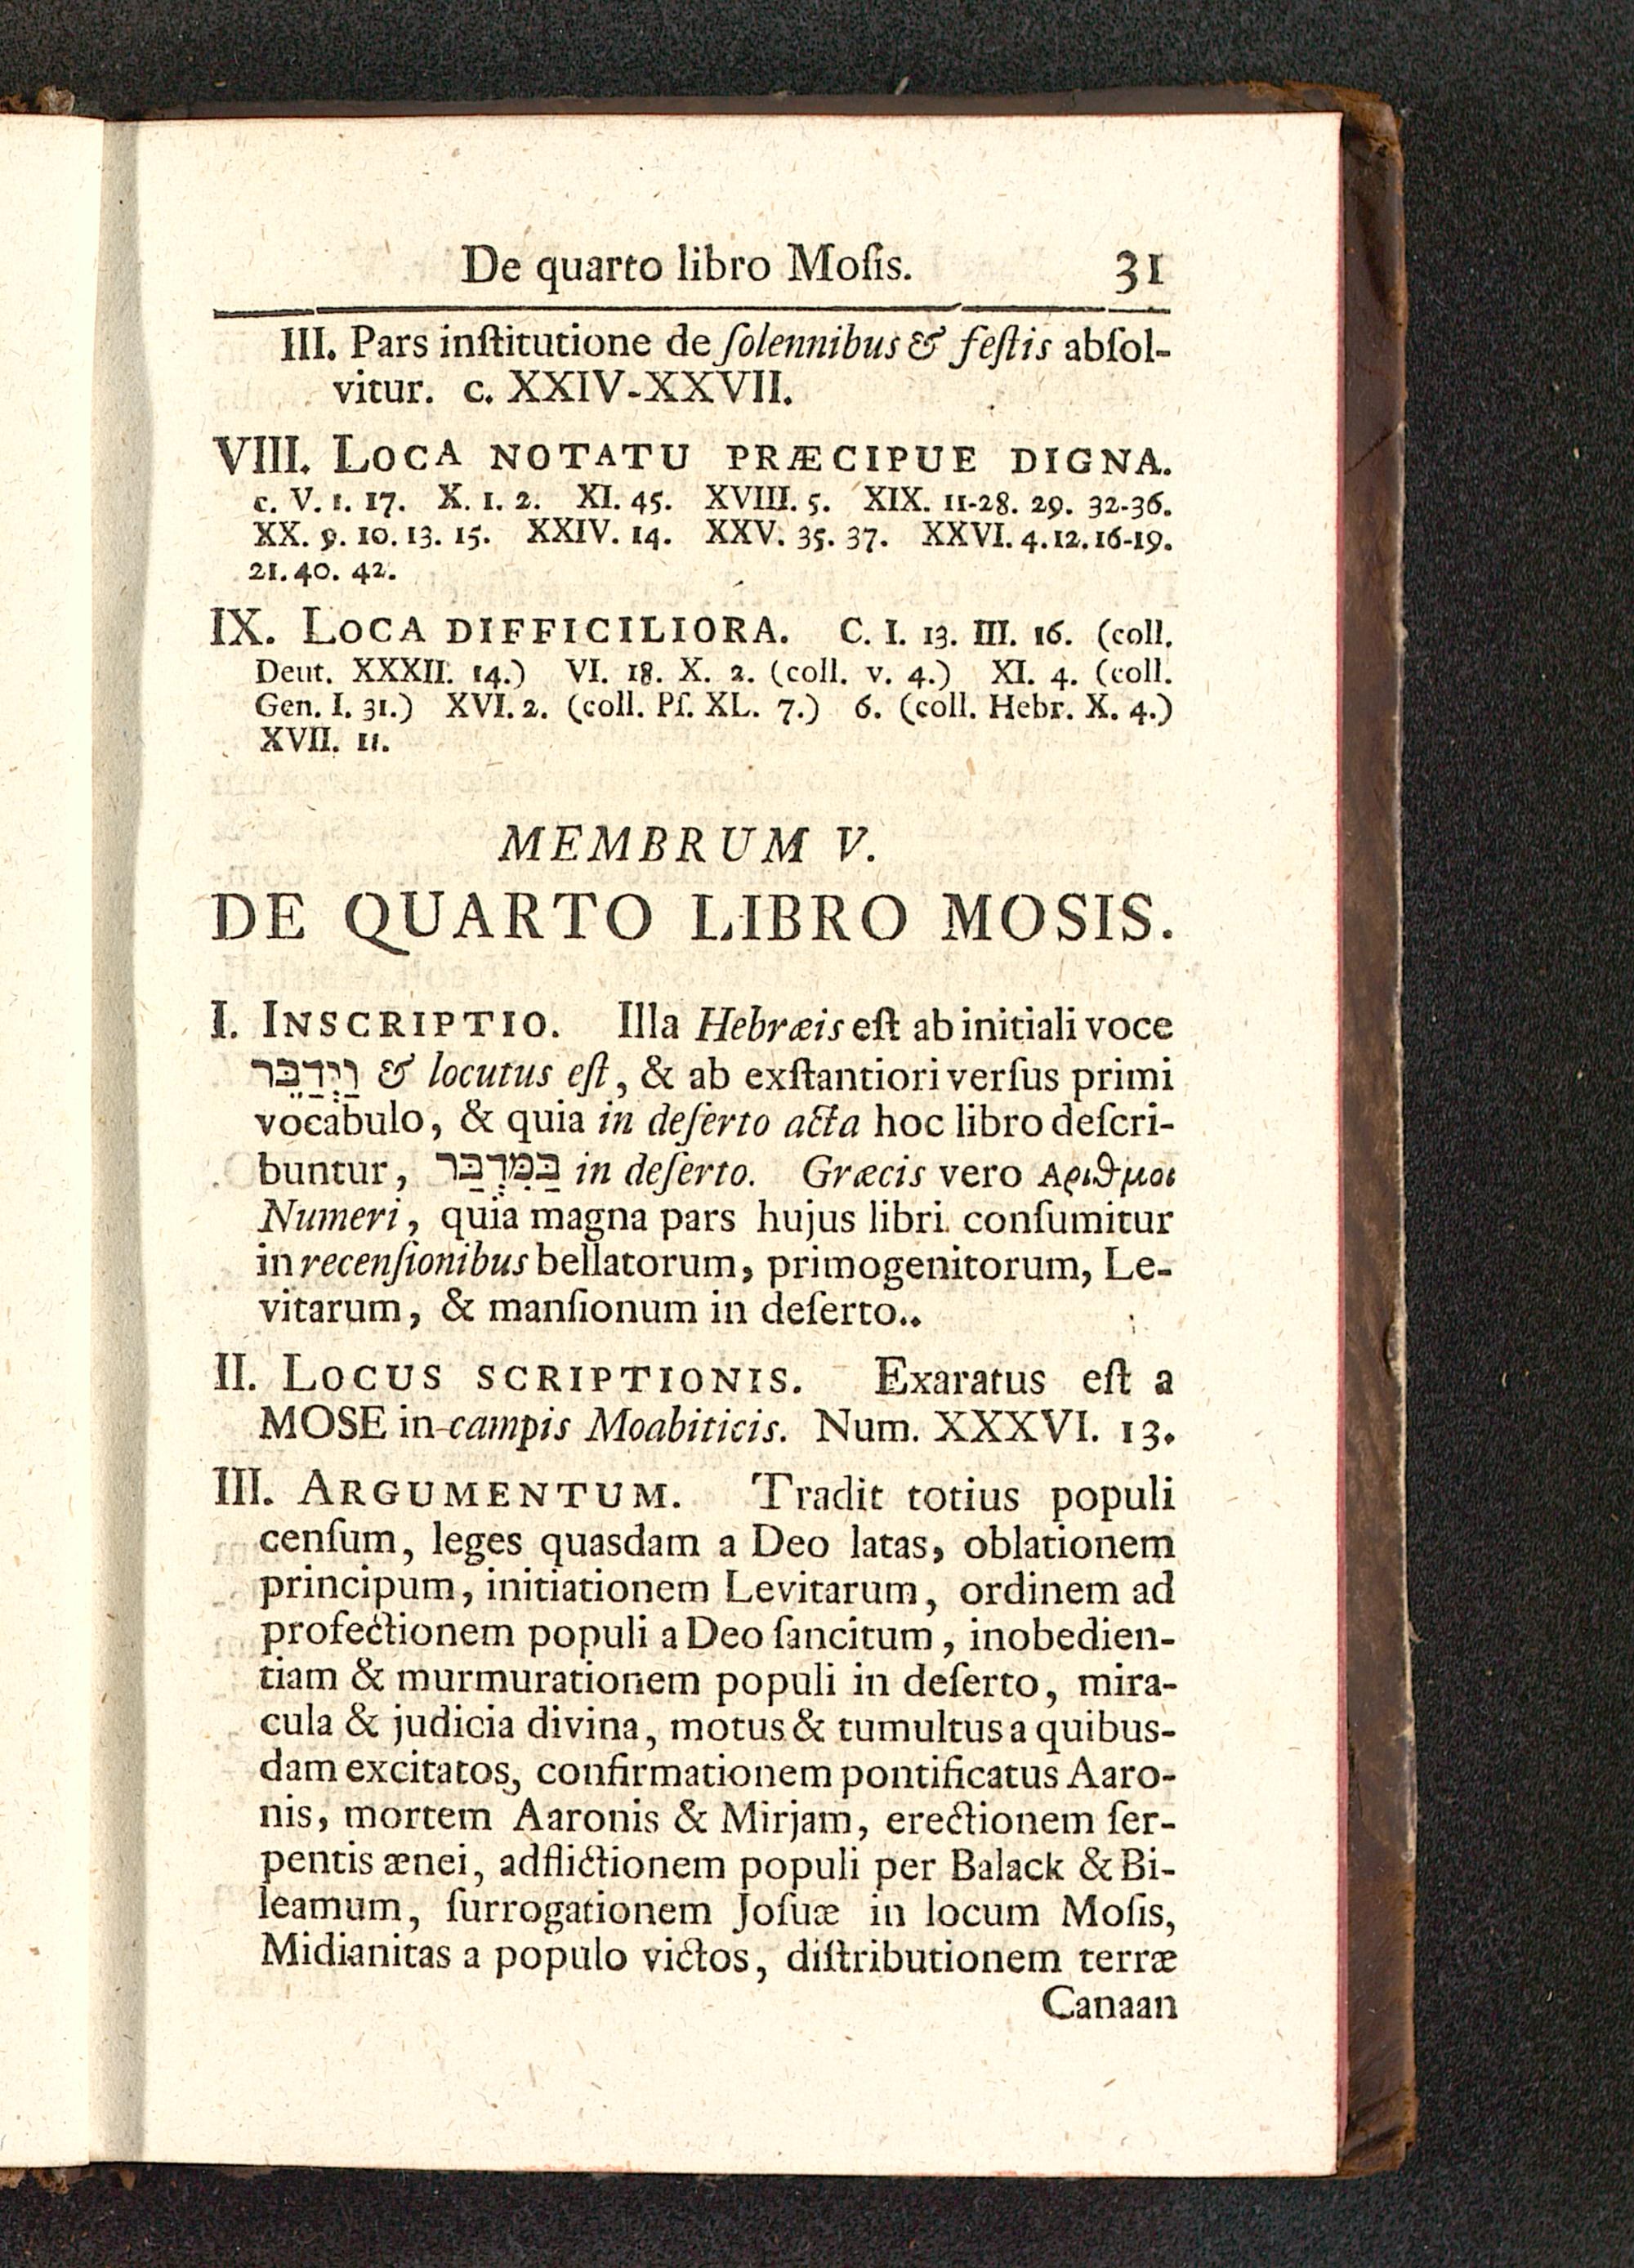 De quarto libro Moſis. 31
III. Pars inſtitutione de ſolennibus & feſtis abſol-
vitur. c. XXIV-XXVII.
VIII. LOCA NOTATU PRÆCIPUE DIGNA.
c. V. 1. 17. X. 1. 2. XI. 45. XVIII. 5. XIX. 11-28. 29. 32-36.
XX. 9. 10. 13. 15. XXIV. 14. XXV. 35. 37. XXVI. 4. 12. 16-19.
21. 40. 42.
IX. LOCA DIFFICILIORA. C. I. 13. III. 16. (coll.
Deut. XXXII. 14.) VI. 18. X. 2. (coll. v. 4.) XI. 4. (coll.
Gen. I. 31.) XVI. 2. (coll. Pſ. XL. 7.) 6. (coll. Hebr. X. 4.)
XVII. 11.
MEMBRUM V.
DE QUARTO LIBRO MOSIS.
I. INSCRIPTIO. Illa Hebræis eſt ab initiali voce
וַיְדַבֵּר & locutus eſt, & ab exſtantiori verſus primi
vocabulo, & quia in deſerto acta hoc libro deſcri-
buntur, בַּמִּדְבַּר in deſerto. Græcis vero Αριθμοι
Numeri, quia magna pars hujus libri conſumitur
in recenſionibus bellatorum, primogenitorum, Le-
vitarum, & manſionum in deſerto..
II. LOCUS SCRIPTIONIS. Exaratus eſt a
MOSE in campis Moabiticis. Num. XXXVI. 13.
III. ARGUMENTUM. Tradit totius populi
cenſum, leges quasdam a Deo latas, oblationem
principum, initiationem Levitarum, ordinem ad
profectionem populi a Deo ſancitum, inobedien-
tiam & murmurationem populi in deſerto, mira-
cula & judicia divina, motus & tumultus a quibus-
dam excitatos, confirmationem pontificatus Aaro-
nis, mortem Aaronis & Mirjam, erectionem ſer-
pentis ænei, adflictionem populi per Balack & Bi-
leamum, ſurrogationem Joſuæ in locum Moſis,
Midianitas a populo victos, diſtributionem terræ
Canaan